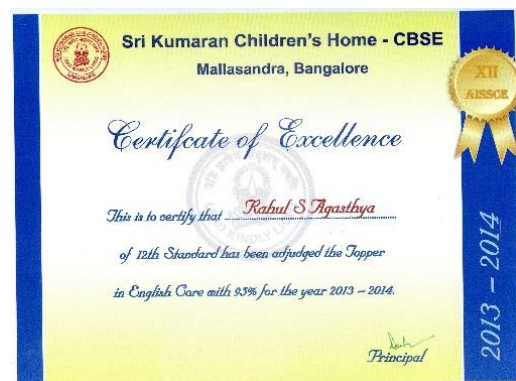 Sri Kumaran Children's Home - CBSE
Mallasandra, Bangalore
XII
AISSCE
Certifcate of Excellence
This is to certify that Rahul S Agasthya
of 12th Standard has been adjudged the Topper
in English Core with 95% for the year 2013 – 2014.
Principal
2013 – 2014